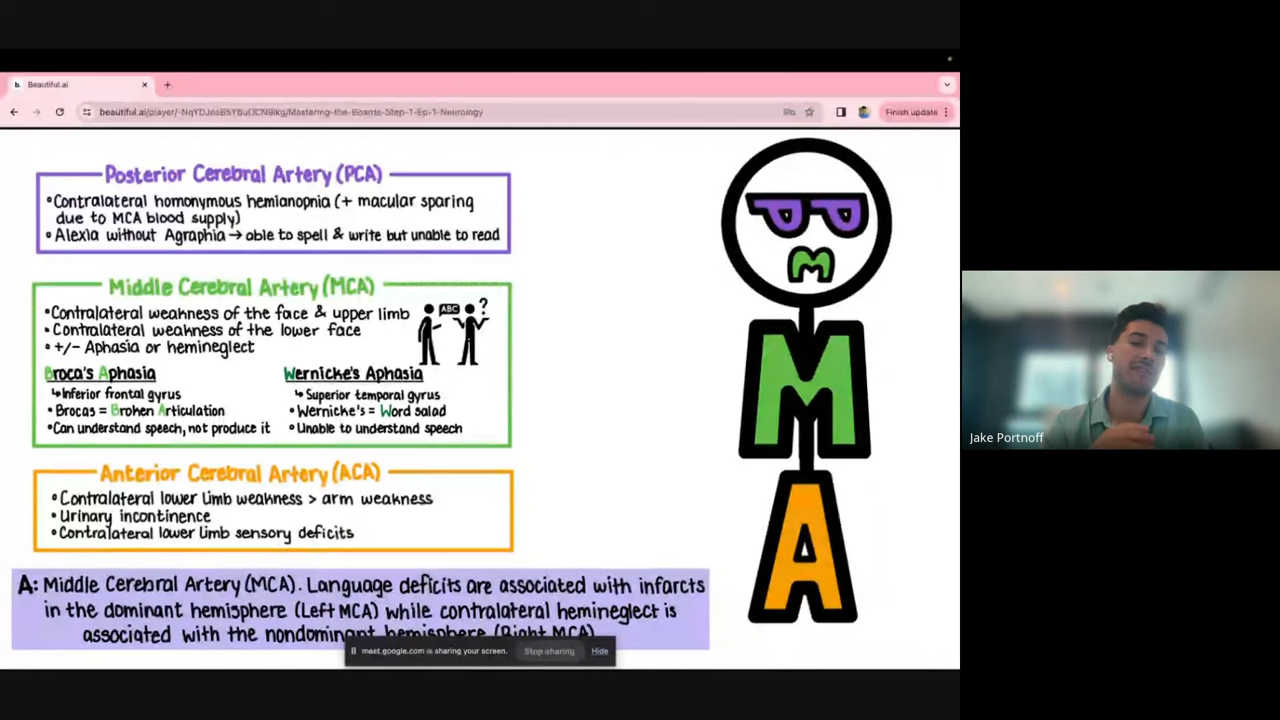 Beautiful.ai
Finish update
Posterior Cerebral Artery (PCA)
•Contralateral homonymous hemianopnia (+ macular sparing
due to MCA blood supply)
•Alexia without Agraphia → able to spell & write but unable to read
Middle Cerebral Artery (MCA)
•Contralateral weakness of the face & upper limb
•Contralateral weakness of the lower face
•+/- Aphasia or hemineglect
ABC
?
Broca's Aphasia
↳Inferior frontal gyrus
•Brocas = Broken Articulation
•Can understand speech, not produce it
Wernicke's Aphasia
↳Superior temporal gyrus
•Wernicke's = Word salad
•Unable to understand speech
Anterior Cerebral Artery (ACA)
•Contralateral lower limb weakness > arm weakness
•Urinary incontinence
•Contralateral lower limb sensory deficits
A: Middle Cerebral Artery (MCA). Language deficits are associated with infarcts
in the dominant hemisphere (Left MCA) while contralateral hemineglect is
associated with the nondominant hemisphere (Right MCA)
meet.google.com is sharing your screen.
Stop sharing
Hide
P P
M
M
A
Jake Portnoff